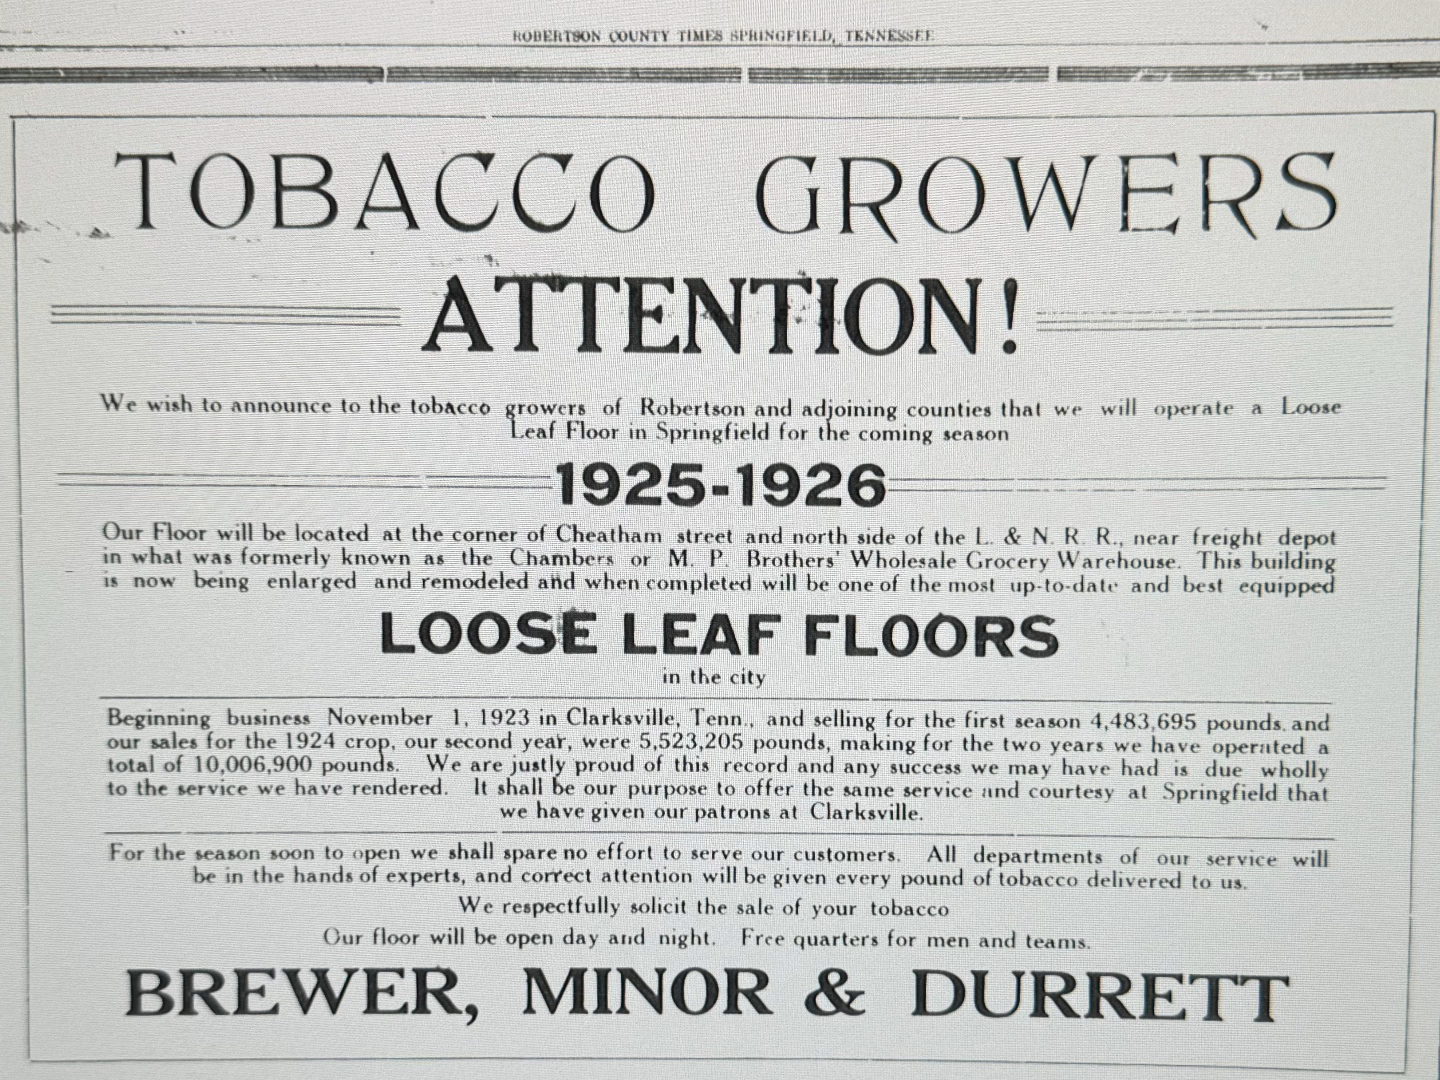 ROBERTSON COUNTY TIMES SPRINGFIELD, TENNESSEE
TOBACCO GROWERS
ATTENTION!
We wish to announce to the tobacco growers of Robertson and adjoining counties that we will operate a Loose
Leaf Floor in Springfield for the coming season
1925-1926
Our Floor will be located at the corner of Cheatham street and north side of the L. & N. R. R., near freight depot
in what was formerly known as the Chambers or M. P. Brothers' Wholesale Grocery Warehouse. This building
is now being enlarged and remodeled and when completed will be one of the most up-to-date and best equipped
LOOSE LEAF FLOORS
in the city
Beginning business November 1, 1923 in Clarksville, Tenn., and selling for the first season 4,483,695 pounds, and
our sales for the 1924 crop, our second year, were 5,523,205 pounds, making for the two years we have operated a
total of 10,006,900 pounds. We are justly proud of this record and any success we may have had is due wholly
to the service we have rendered. It shall be our purpose to offer the same service and courtesy at Springfield that
we have given our patrons at Clarksville.
For the season soon to open we shall spare no effort to serve our customers. All departments of our service will
be in the hands of experts, and correct attention will be given every pound of tobacco delivered to us.
We respectfully solicit the sale of your tobacco
Our floor will be open day and night. Free quarters for men and teams.
BREWER, MINOR & DURRETT